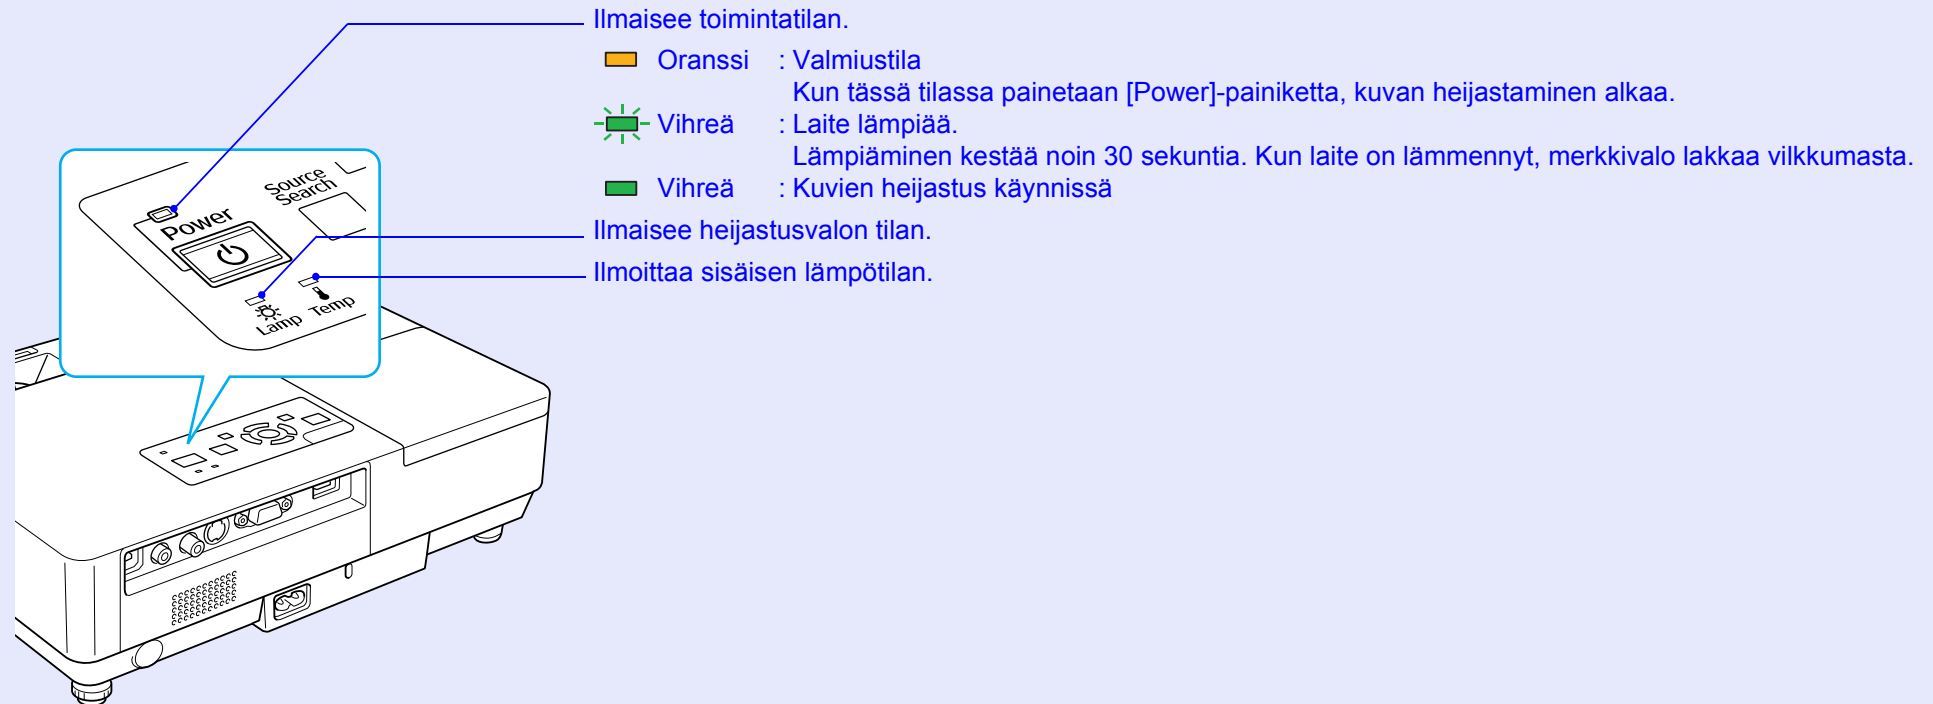 Ilmaisee toimintatilan.
Oranssi : Valmiustila
Kun tässä tilassa painetaan [Power]-painiketta, kuvan heijastaminen alkaa.
Vihreä : Laite lämpiää.
Lämpiäminen kestää noin 30 sekuntia. Kun laite on lämmennyt, merkkivalo lakkaa vilkkumasta.
Vihreä : Kuvien heijastus käynnissä
Ilmaisee heijastusvalon tilan.
Ilmoittaa sisäisen lämpötilan.
Source
Search
Power
Lamp
Temp